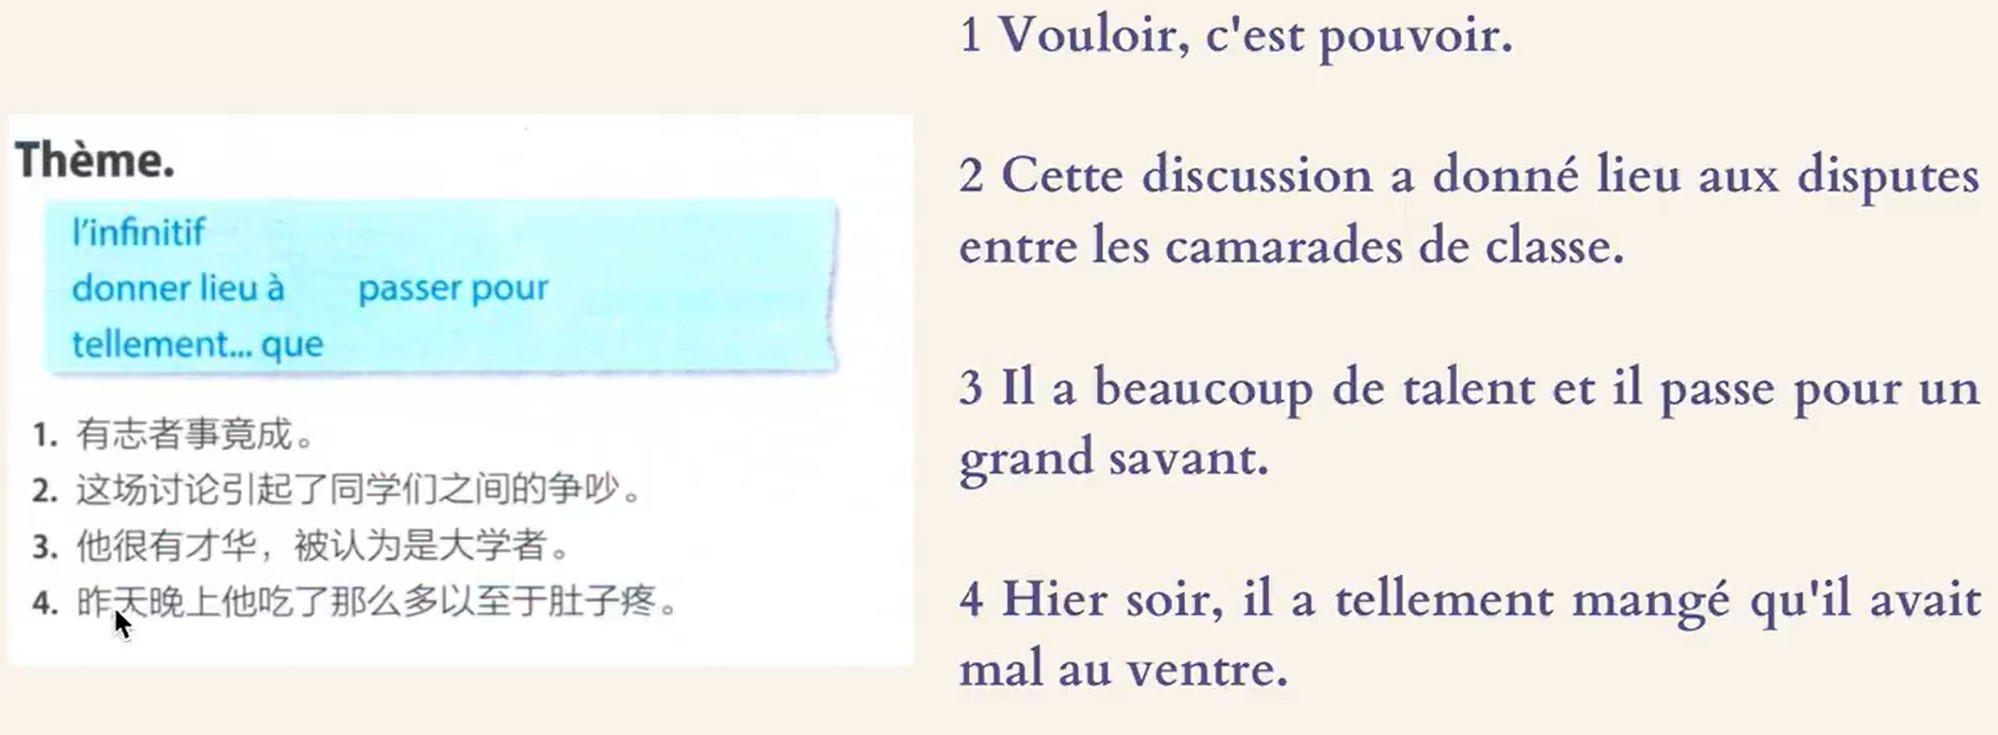 Thème.
l'infinitif
donner lieu à passer pour
tellement... que
1. 有志者事竟成。
2. 这场讨论引起了同学们之间的争吵。
3. 他很有才华，被认为是大学者。
4. 昨天晚上他吃了那么多以至于肚子疼。
1 Vouloir, c'est pouvoir.
2 Cette discussion a donné lieu aux disputes
entre les camarades de classe.
3 Il a beaucoup de talent et il passe pour un
grand savant.
4 Hier soir, il a tellement mangé qu'il avait
mal au ventre.